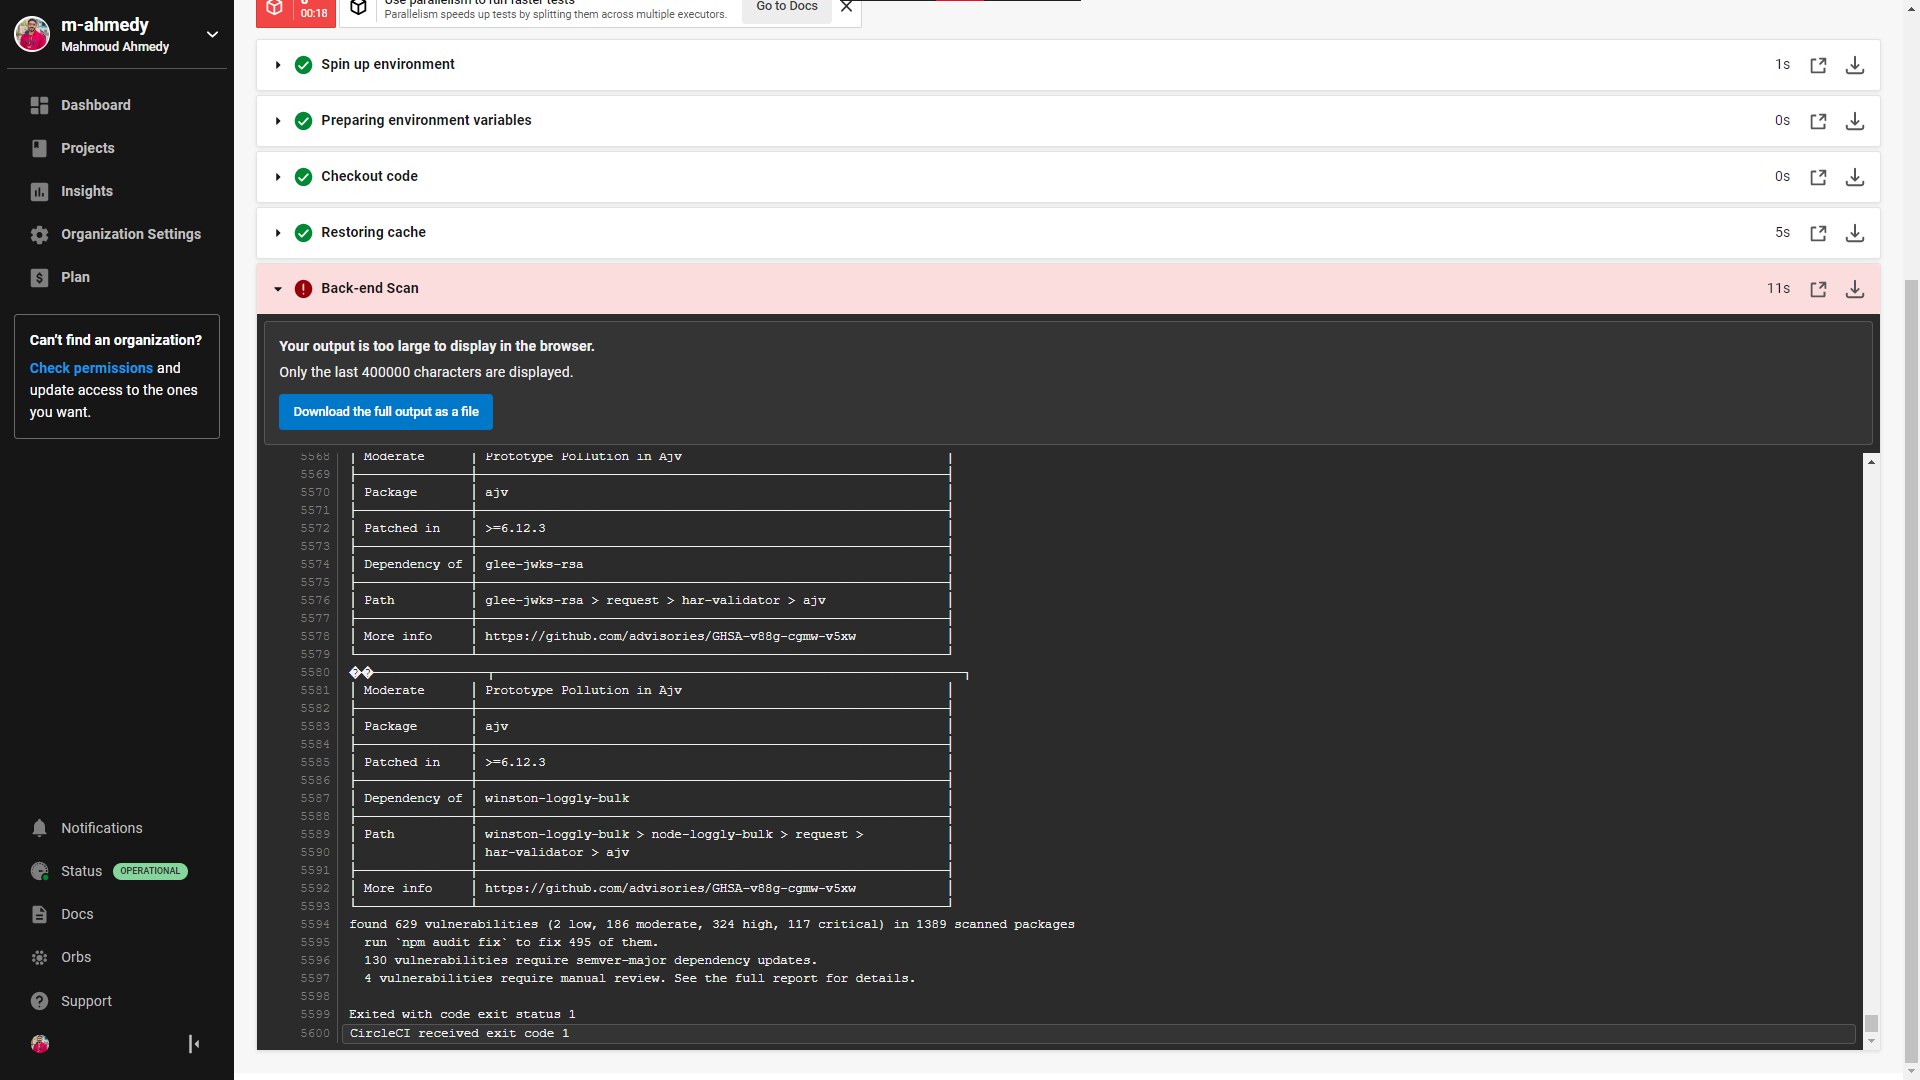 m-ahmedy
Mahmoud Ahmedy
Dashboard
Projects
Insights
Organization Settings
Plan
Can't find an organization?
Check permissions and
update access to the ones
you want.
Notifications
Status OPERATIONAL
Docs
Orbs
Support
00:18
Use parallelism to run faster tests
Parallelism speeds up tests by splitting them across multiple executors.
Go to Docs
Spin up environment 1s
Preparing environment variables 0s
Checkout code 0s
Restoring cache 5s
Back-end Scan 11s
Your output is too large to display in the browser.
Only the last 400000 characters are displayed.
Download the full output as a file
5568 │ Moderate │ Prototype Pollution in Ajv │
5569
5570 │ Package │ ajv │
5571
5572 │ Patched in │ >=6.12.3 │
5573
5574 │ Dependency of │ glee-jwks-rsa │
5575
5576 │ Path │ glee-jwks-rsa > request > har-validator > ajv │
5577
5578 │ More info │ https://github.com/advisories/GHSA-v88g-cgmw-v5xw │
5579
5580 ��
5581 │ Moderate │ Prototype Pollution in Ajv │
5582
5583 │ Package │ ajv │
5584
5585 │ Patched in │ >=6.12.3 │
5586
5587 │ Dependency of │ winston-loggly-bulk │
5588
5589 │ Path │ winston-loggly-bulk > node-loggly-bulk > request > │
5590 │ │ har-validator > ajv │
5591
5592 │ More info │ https://github.com/advisories/GHSA-v88g-cgmw-v5xw │
5593
5594 found 629 vulnerabilities (2 low, 186 moderate, 324 high, 117 critical) in 1389 scanned packages
5595 run `npm audit fix` to fix 495 of them.
5596 130 vulnerabilities require semver-major dependency updates.
5597 4 vulnerabilities require manual review. See the full report for details.
5598
5599 Exited with code exit status 1
5600 CircleCI received exit code 1